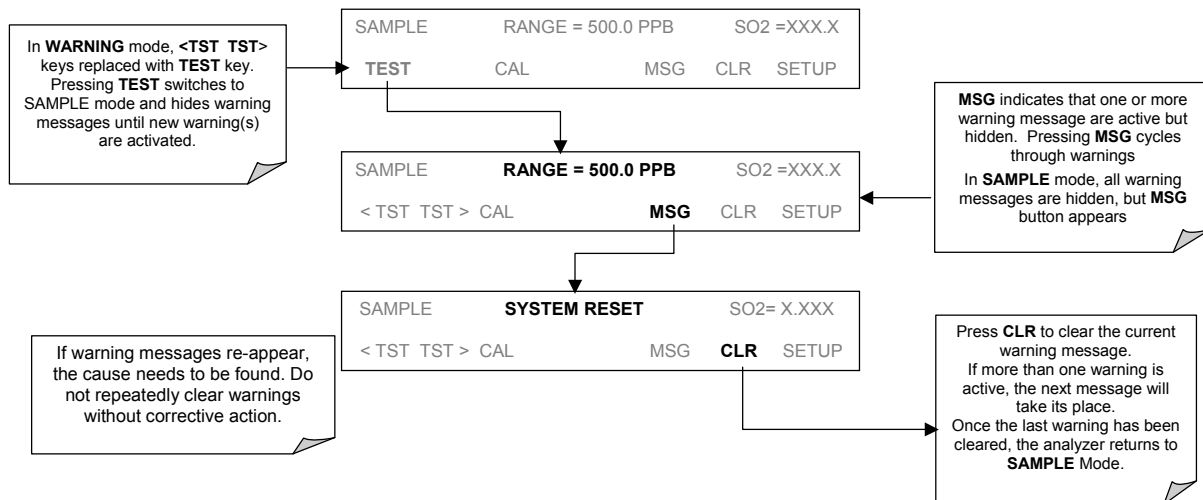 SAMPLE RANGE = 500.0 PPB SO2 =XXX.X
TEST CAL MSG CLR SETUP
In WARNING mode, <TST TST>
keys replaced with TEST key.
Pressing TEST switches to
SAMPLE mode and hides warning
messages until new warning(s)
are activated.
SAMPLE RANGE = 500.0 PPB SO2 =XXX.X
< TST TST > CAL MSG CLR SETUP
MSG indicates that one or more
warning message are active but
hidden. Pressing MSG cycles
through warnings
In SAMPLE mode, all warning
messages are hidden, but MSG
button appears
SAMPLE SYSTEM RESET SO2= X.XXX
< TST TST > CAL MSG CLR SETUP
If warning messages re-appear,
the cause needs to be found. Do
not repeatedly clear warnings
without corrective action.
Press CLR to clear the current
warning message.
If more than one warning is
active, the next message will
take its place.
Once the last warning has been
cleared, the analyzer returns to
SAMPLE Mode.